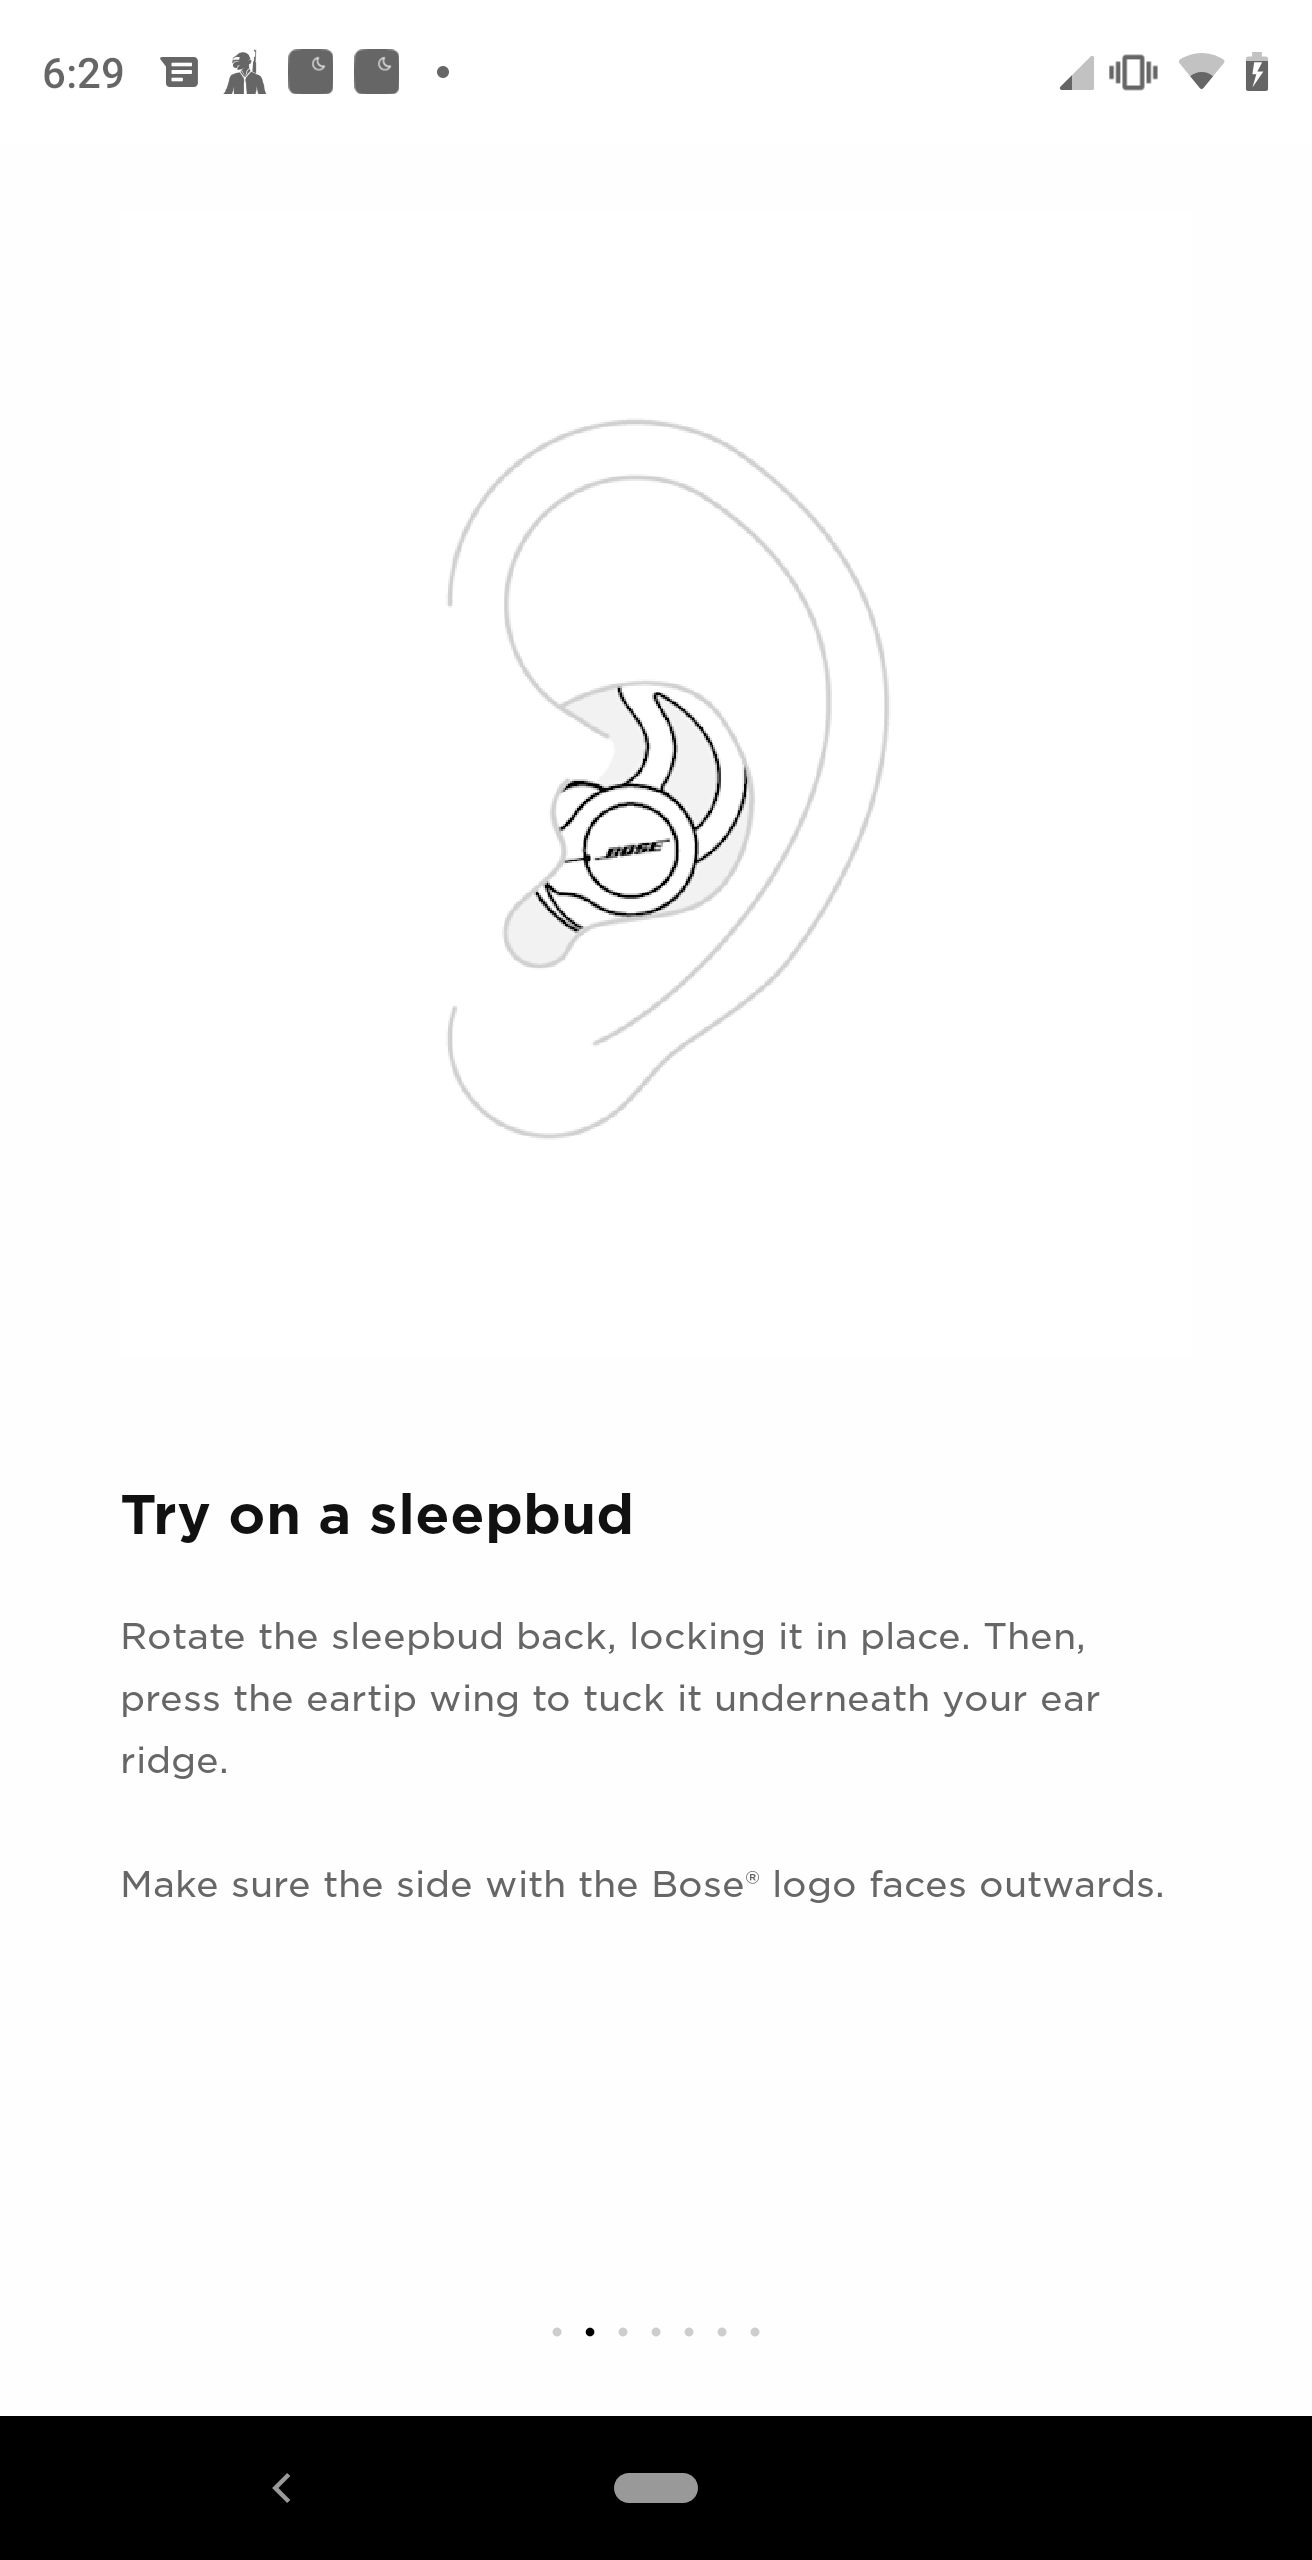 6:29
BOSE
Try on a sleepbud
Rotate the sleepbud back, locking it in place. Then,
press the eartip wing to tuck it underneath your ear
ridge.
Make sure the side with the Bose® logo faces outwards.